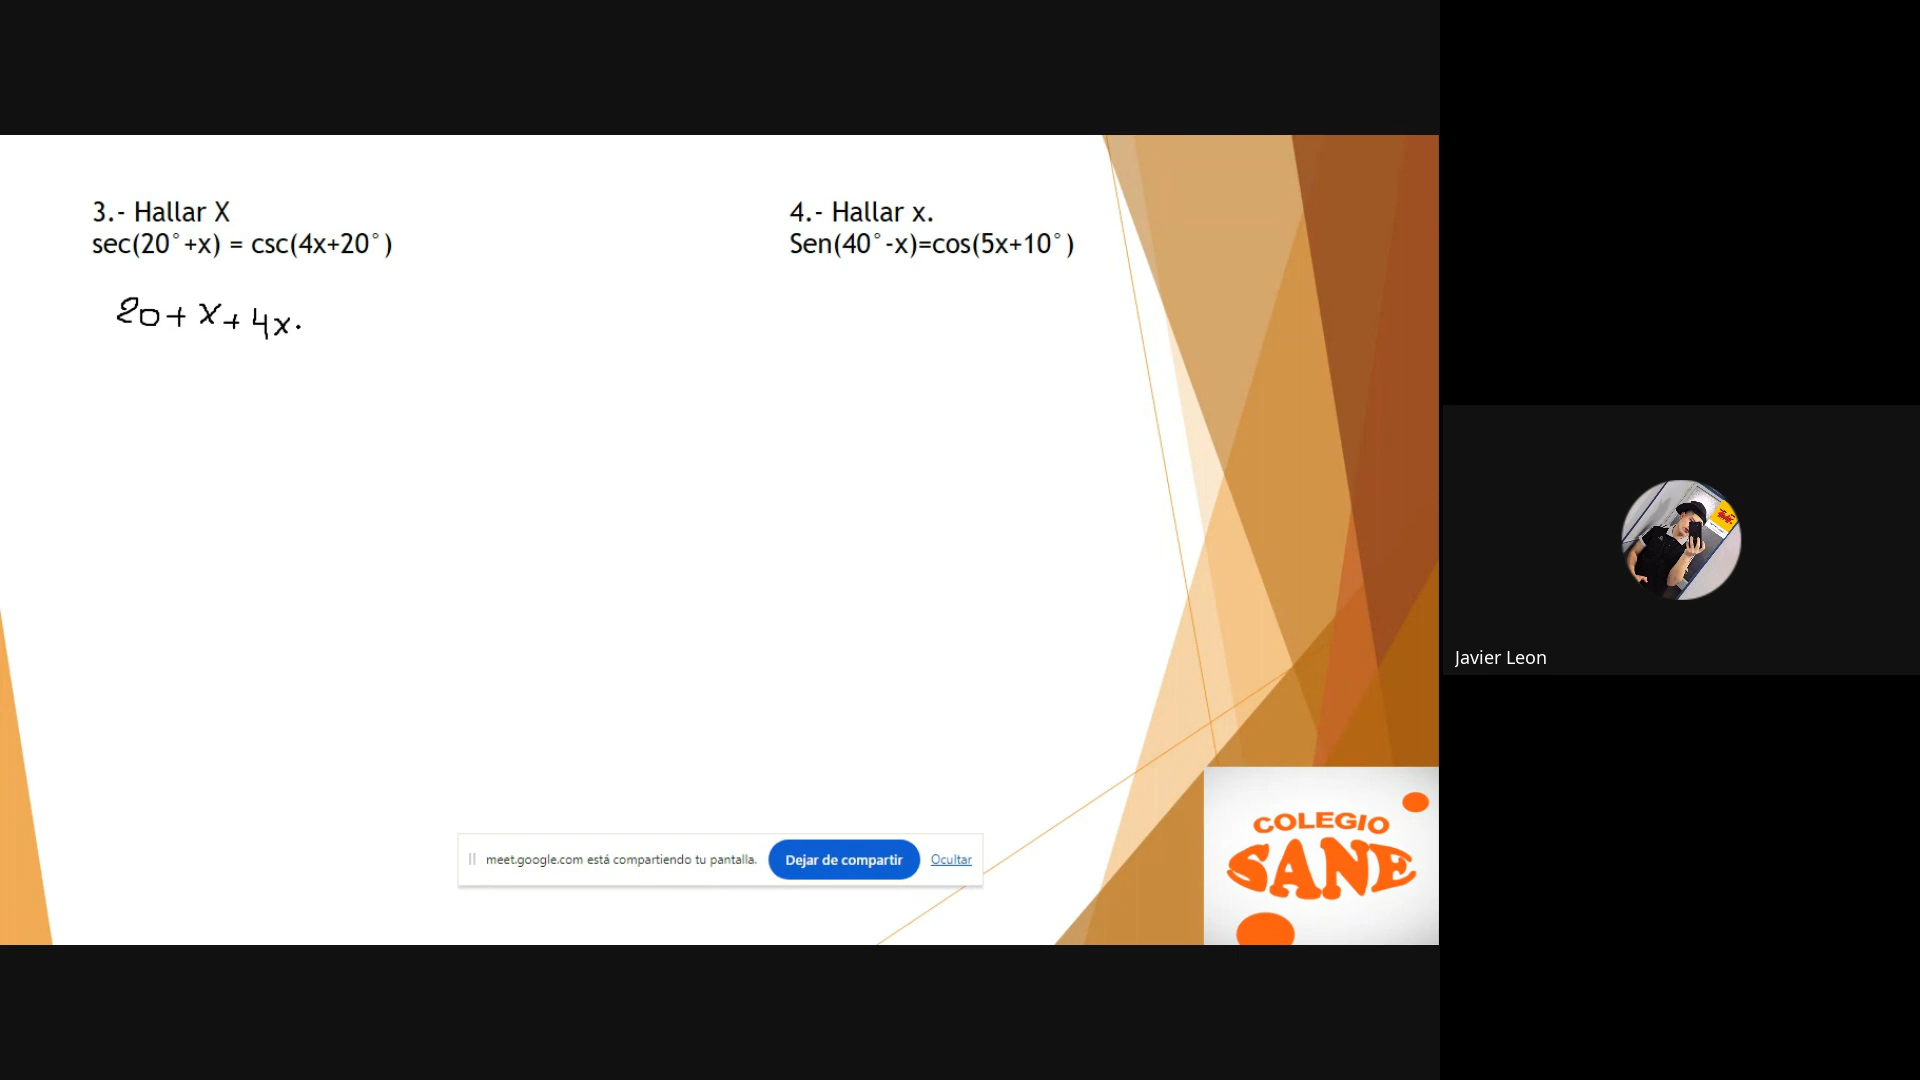 3.- Hallar X
sec(20°+x) = csc(4x+20°)
20+ x+ 4x.
4.- Hallar x.
Sen(40°-x)=cos(5x+10°)
meet.google.com está compartiendo tu pantalla.
Dejar de compartir
Ocultar
COLEGIO
SANE
Javier Leon